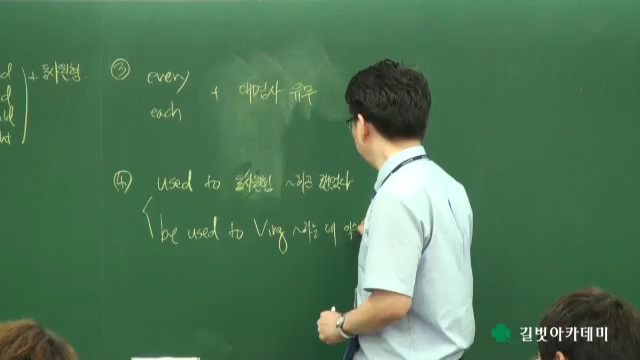 + 동사원형
③ every
each
+ 대명사 유무
④ used to 동사원형 ~하곤 했었다
be used to Ving ~하는 데
길벗아카데미